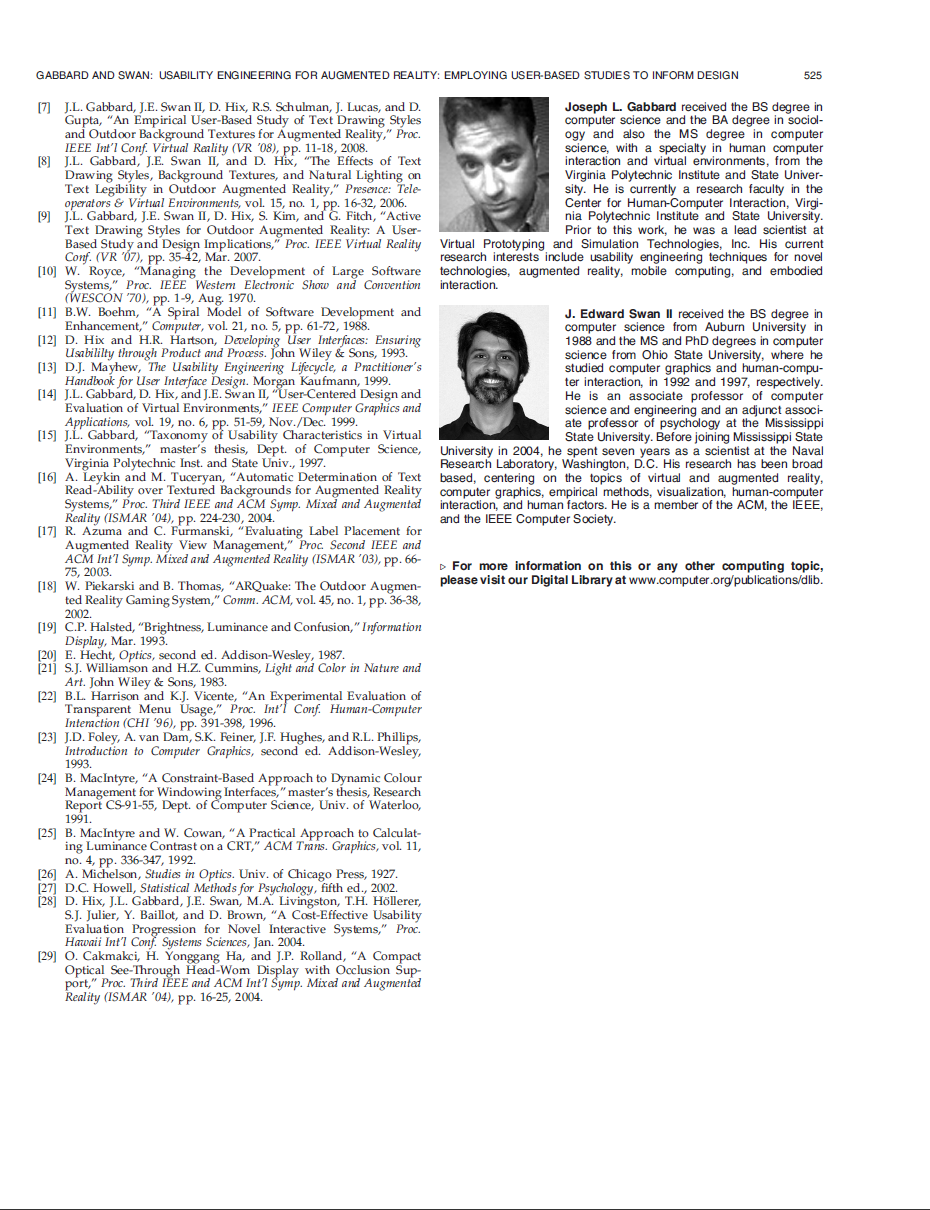 GABBARD AND SWAN: USABILITY ENGINEERING FOR AUGMENTED REALITY: EMPLOYING USER-BASED STUDIES TO INFORM DESIGN 525
[7] J.L. Gabbard, J.E. Swan II, D. Hix, R.S. Schulman, J. Lucas, and D.
Gupta, “An Empirical User-Based Study of Text Drawing Styles
and Outdoor Background Textures for Augmented Reality,” Proc.
IEEE Int’l Conf. Virtual Reality (VR ’08), pp. 11-18, 2008.
[8] J.L. Gabbard, J.E. Swan II, and D. Hix, “The Effects of Text
Drawing Styles, Background Textures, and Natural Lighting on
Text Legibility in Outdoor Augmented Reality,” Presence: Tele-
operators & Virtual Environments, vol. 15, no. 1, pp. 16-32, 2006.
[9] J.L. Gabbard, J.E. Swan II, D. Hix, S. Kim, and G. Fitch, “Active
Text Drawing Styles for Outdoor Augmented Reality: A User-
Based Study and Design Implications,” Proc. IEEE Virtual Reality
Conf. (VR ’07), pp. 35-42, Mar. 2007.
[10] W. Royce, “Managing the Development of Large Software
Systems,” Proc. IEEE Western Electronic Show and Convention
(WESCON ’70), pp. 1-9, Aug. 1970.
[11] B.W. Boehm, “A Spiral Model of Software Development and
Enhancement,” Computer, vol. 21, no. 5, pp. 61-72, 1988.
[12] D. Hix and H.R. Hartson, Developing User Interfaces: Ensuring
Usabililty through Product and Process. John Wiley & Sons, 1993.
[13] D.J. Mayhew, The Usability Engineering Lifecycle, a Practitioner’s
Handbook for User Interface Design. Morgan Kaufmann, 1999.
[14] J.L. Gabbard, D. Hix, and J.E. Swan II, “User-Centered Design and
Evaluation of Virtual Environments,” IEEE Computer Graphics and
Applications, vol. 19, no. 6, pp. 51-59, Nov./Dec. 1999.
[15] J.L. Gabbard, “Taxonomy of Usability Characteristics in Virtual
Environments,” master’s thesis, Dept. of Computer Science,
Virginia Polytechnic Inst. and State Univ., 1997.
[16] A. Leykin and M. Tuceryan, “Automatic Determination of Text
Read-Ability over Textured Backgrounds for Augmented Reality
Systems,” Proc. Third IEEE and ACM Symp. Mixed and Augmented
Reality (ISMAR ’04), pp. 224-230, 2004.
[17] R. Azuma and C. Furmanski, “Evaluating Label Placement for
Augmented Reality View Management,” Proc. Second IEEE and
ACM Int’l Symp. Mixed and Augmented Reality (ISMAR ’03), pp. 66-
75, 2003.
[18] W. Piekarski and B. Thomas, “ARQuake: The Outdoor Augmen-
ted Reality Gaming System,” Comm. ACM, vol. 45, no. 1, pp. 36-38,
2002.
[19] C.P. Halsted, “Brightness, Luminance and Confusion,” Information
Display, Mar. 1993.
[20] E. Hecht, Optics, second ed. Addison-Wesley, 1987.
[21] S.J. Williamson and H.Z. Cummins, Light and Color in Nature and
Art. John Wiley & Sons, 1983.
[22] B.L. Harrison and K.J. Vicente, “An Experimental Evaluation of
Transparent Menu Usage,” Proc. Int’l Conf. Human-Computer
Interaction (CHI ’96), pp. 391-398, 1996.
[23] J.D. Foley, A. van Dam, S.K. Feiner, J.F. Hughes, and R.L. Phillips,
Introduction to Computer Graphics, second ed. Addison-Wesley,
1993.
[24] B. MacIntyre, “A Constraint-Based Approach to Dynamic Colour
Management for Windowing Interfaces,” master’s thesis, Research
Report CS-91-55, Dept. of Computer Science, Univ. of Waterloo,
1991.
[25] B. MacIntyre and W. Cowan, “A Practical Approach to Calculat-
ing Luminance Contrast on a CRT,” ACM Trans. Graphics, vol. 11,
no. 4, pp. 336-347, 1992.
[26] A. Michelson, Studies in Optics. Univ. of Chicago Press, 1927.
[27] D.C. Howell, Statistical Methods for Psychology, fifth ed., 2002.
[28] D. Hix, J.L. Gabbard, J.E. Swan, M.A. Livingston, T.H. Höllerer,
S.J. Julier, Y. Baillot, and D. Brown, “A Cost-Effective Usability
Evaluation Progression for Novel Interactive Systems,” Proc.
Hawaii Int’l Conf. Systems Sciences, Jan. 2004.
[29] O. Cakmakci, H. Yonggang Ha, and J.P. Rolland, “A Compact
Optical See-Through Head-Worn Display with Occlusion Sup-
port,” Proc. Third IEEE and ACM Int’l Symp. Mixed and Augmented
Reality (ISMAR ’04), pp. 16-25, 2004.
Joseph L. Gabbard received the BS degree in
computer science and the BA degree in sociol-
ogy and also the MS degree in computer
science, with a specialty in human computer
interaction and virtual environments, from the
Virginia Polytechnic Institute and State Univer-
sity. He is currently a research faculty in the
Center for Human-Computer Interaction, Virgi-
nia Polytechnic Institute and State University.
Prior to this work, he was a lead scientist at
Virtual Prototyping and Simulation Technologies, Inc. His current
research interests include usability engineering techniques for novel
technologies, augmented reality, mobile computing, and embodied
interaction.
J. Edward Swan II received the BS degree in
computer science from Auburn University in
1988 and the MS and PhD degrees in computer
science from Ohio State University, where he
studied computer graphics and human-compu-
ter interaction, in 1992 and 1997, respectively.
He is an associate professor of computer
science and engineering and an adjunct associ-
ate professor of psychology at the Mississippi
State University. Before joining Mississippi State
University in 2004, he spent seven years as a scientist at the Naval
Research Laboratory, Washington, D.C. His research has been broad
based, centering on the topics of virtual and augmented reality,
computer graphics, empirical methods, visualization, human-computer
interaction, and human factors. He is a member of the ACM, the IEEE,
and the IEEE Computer Society.
▷ For more information on this or any other computing topic,
please visit our Digital Library at www.computer.org/publications/dlib.